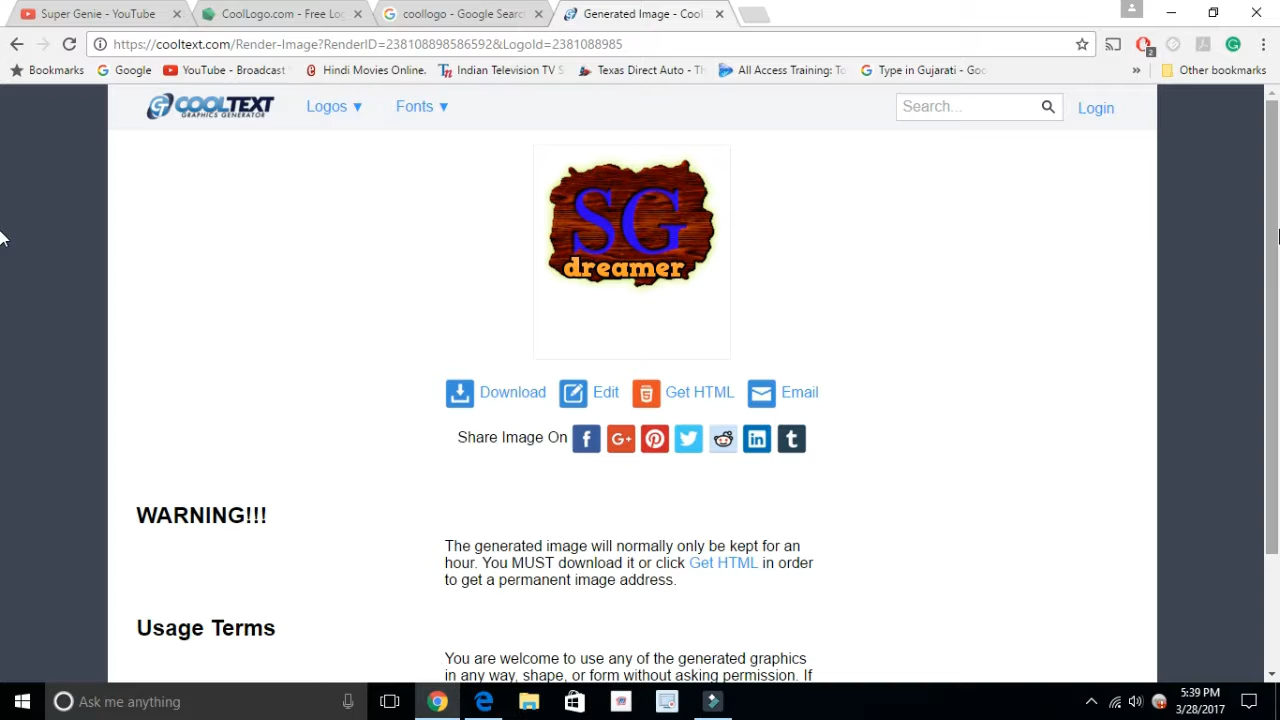 Super Genie - YouTube
CoolLogo.com - Free Lo
coollogo - Google Searc
Generated Image - Cool
https://cooltext.com/Render-Image?RenderID=23810889858​6592&LogoId=2381088985
2
Bookmarks
Google
YouTube - Broadcast
Hindi Movies Online.
Indian Television TV S
Texas Direct Auto - Th
All Access Training: To
Type in Gujarati - Goo
»
Other bookmarks
COOLTEXT
GRAPHICS GENERATOR
Logos ▼
Fonts ▼
Search...
Login
SG
dreamer
Download
Edit
Get HTML
Email
Share Image On
WARNING!!!
The generated image will normally only be kept for an
hour. You MUST download it or click Get HTML in order
to get a permanent image address.
Usage Terms
You are welcome to use any of the generated graphics
in any way, shape, or form without asking permission. If
Ask me anything
5:39 PM
3/28/2017